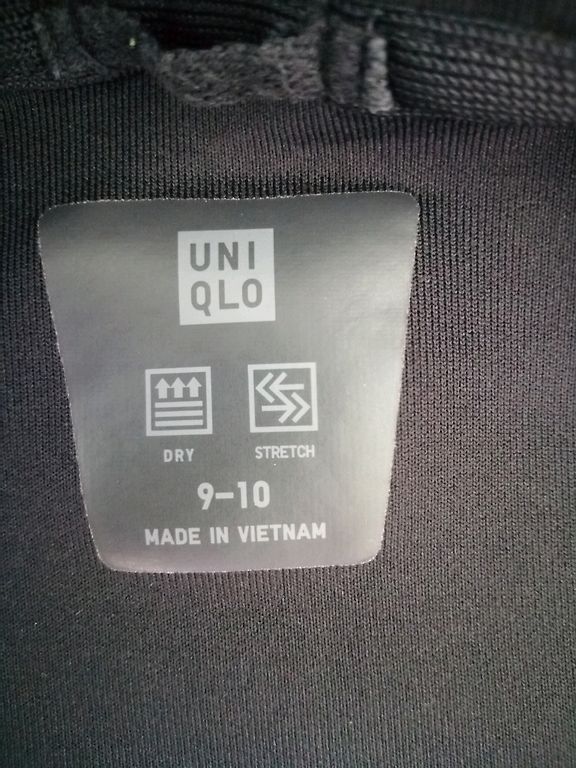 UNI
QLO
DRY STRETCH
9-10
MADE IN VIETNAM